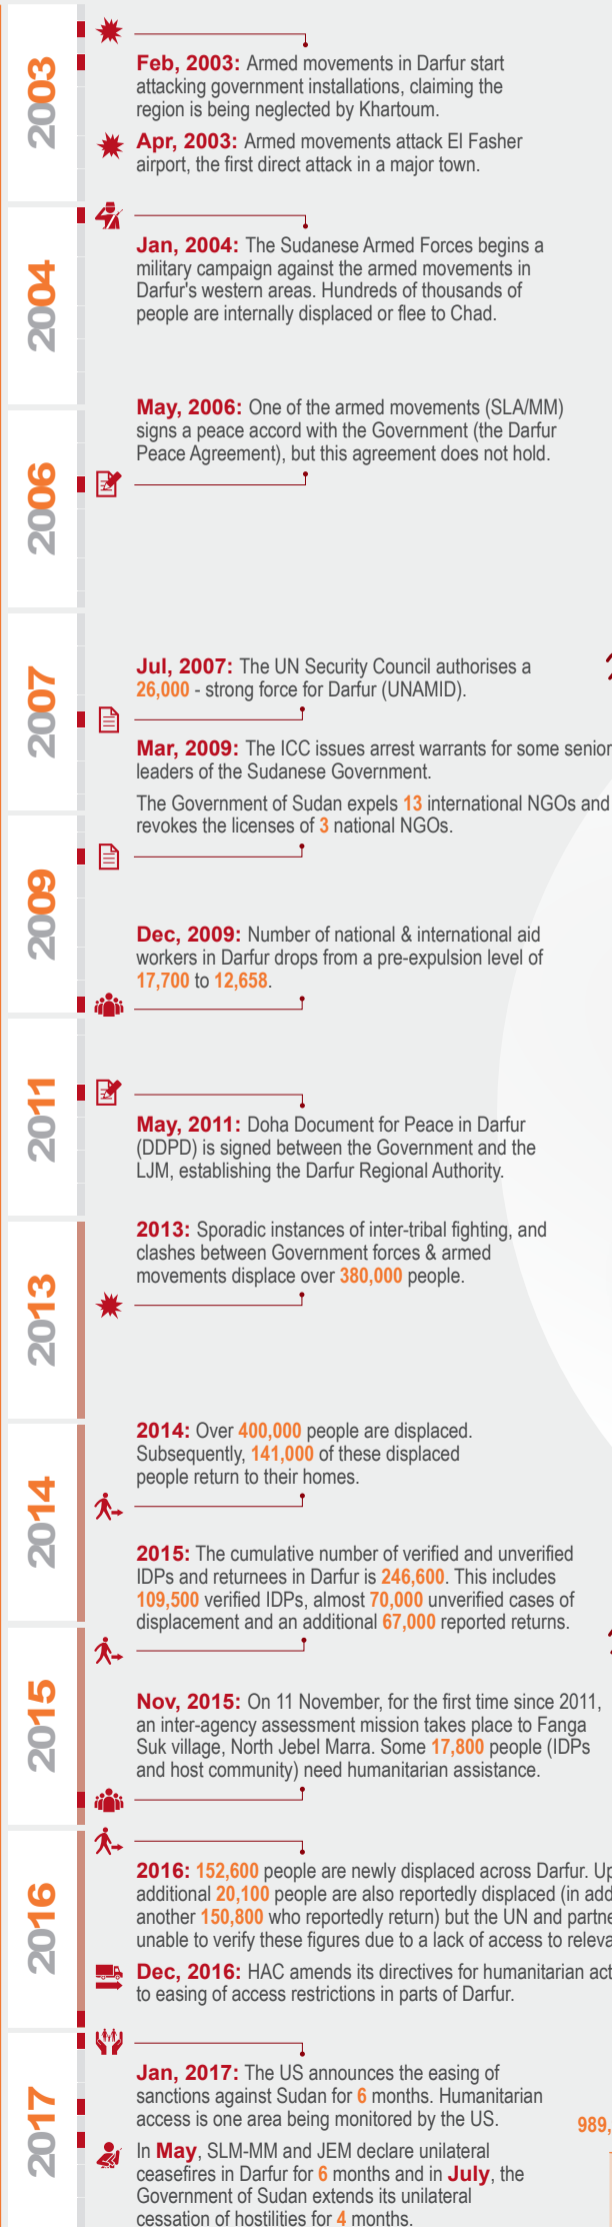 2003
Feb, 2003: Armed movements in Darfur start
attacking government installations, claiming the
region is being neglected by Khartoum.
Apr, 2003: Armed movements attack El Fasher
airport, the first direct attack in a major town.
2004
Jan, 2004: The Sudanese Armed Forces begins a
military campaign against the armed movements in
Darfur's western areas. Hundreds of thousands of
people are internally displaced or flee to Chad.
2006
May, 2006: One of the armed movements (SLA/MM)
signs a peace accord with the Government (the Darfur
Peace Agreement), but this agreement does not hold.
2007
Jul, 2007: The UN Security Council authorises a
26,000 - strong force for Darfur (UNAMID).
Mar, 2009: The ICC issues arrest warrants for some senior
leaders of the Sudanese Government.
The Government of Sudan expels 13 international NGOs and
revokes the licenses of 3 national NGOs.
2009
Dec, 2009: Number of national & international aid
workers in Darfur drops from a pre-expulsion level of
17,700 to 12,658.
2011
May, 2011: Doha Document for Peace in Darfur
(DDPD) is signed between the Government and the
LJM, establishing the Darfur Regional Authority.
2013
2013: Sporadic instances of inter-tribal fighting, and
clashes between Government forces & armed
movements displace over 380,000 people.
2014
2014: Over 400,000 people are displaced.
Subsequently, 141,000 of these displaced
people return to their homes.
2015: The cumulative number of verified and unverified
IDPs and returnees in Darfur is 246,600. This includes
109,500 verified IDPs, almost 70,000 unverified cases of
displacement and an additional 67,000 reported returns.
2015
Nov, 2015: On 11 November, for the first time since 2011,
an inter-agency assessment mission takes place to Fanga
Suk village, North Jebel Marra. Some 17,800 people (IDPs
and host community) need humanitarian assistance.
2016
2016: 152,600 people are newly displaced across Darfur. Up
additional 20,100 people are also reportedly displaced (in add
another 150,800 who reportedly return) but the UN and partne
unable to verify these figures due to a lack of access to releva
Dec, 2016: HAC amends its directives for humanitarian act
to easing of access restrictions in parts of Darfur.
2017
Jan, 2017: The US announces the easing of
sanctions against Sudan for 6 months. Humanitarian
access is one area being monitored by the US.
989,
In May, SLM-MM and JEM declare unilateral
ceasefires in Darfur for 6 months and in July, the
Government of Sudan extends its unilateral
cessation of hostilities for 4 months.